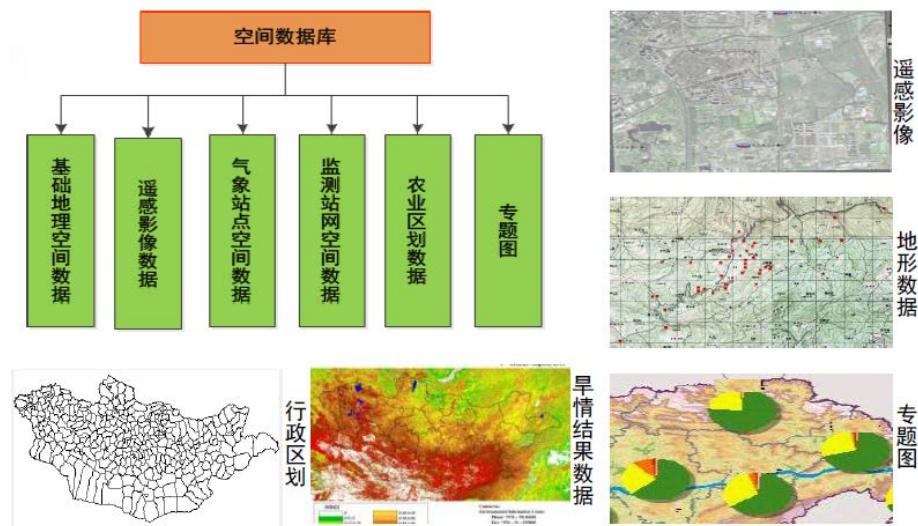 空间数据库
基础地理空间数据
遥感影像数据
气象站点空间数据
监测站网空间数据
农业区划数据
专题图
遥感影像
地形数据
行政区划
旱情结果数据
专题图